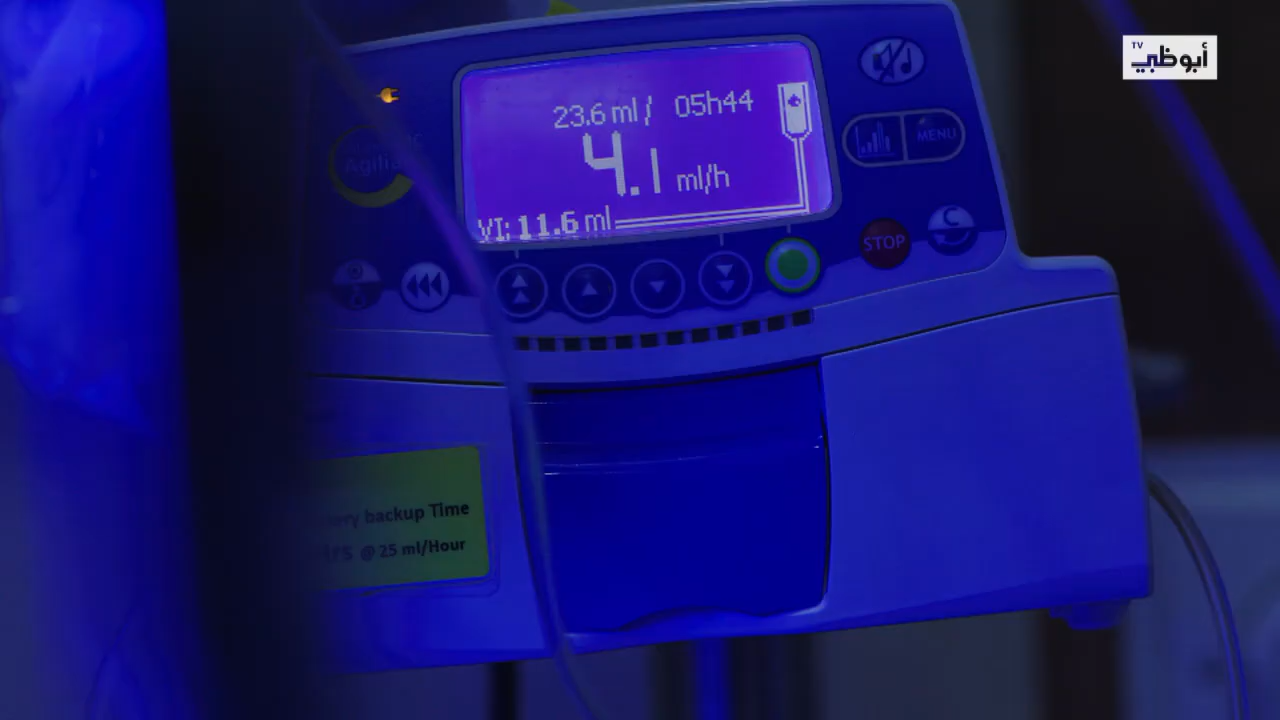 TV
أبوظبي
23.6 ml / 05h44
4.1 ml/h
VI: 11.6 ml
MENU
STOP
C
Agilia
backup Time
@ 25 ml/Hour